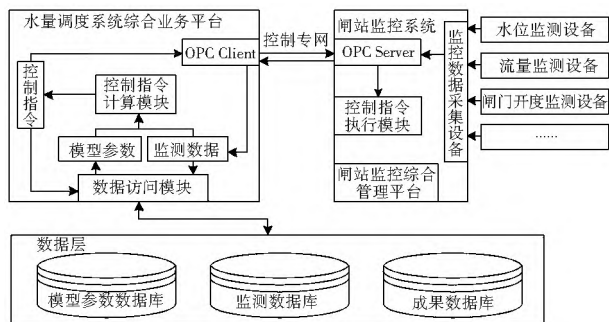 水量调度系统综合业务平台
OPC Client
控制指令
控制指令
计算模块
模型参数
监测数据
数据访问模块
控制专网
闸站监控系统
OPC Server
控制指令
执行模块
闸站监控综合
管理平台
监控数据采集设备
水位监测设备
流量监测设备
闸门开度监测设备
……
数据层
模型参数数据库
监测数据库
成果数据库